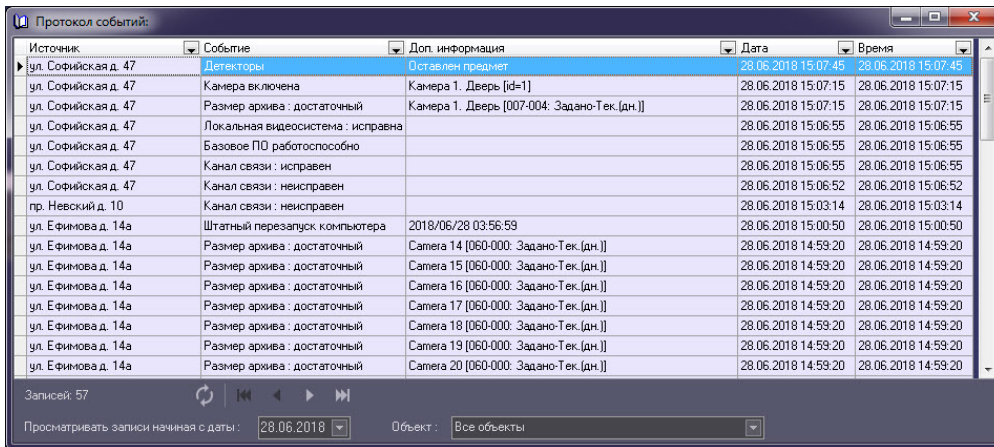 Протокол событий:
Источник Событие Доп. информация Дата Время
ул. Софийская д. 47 Детекторы Оставлен предмет 28.06.2018 15:07:45 28.06.2018 15:07:45
ул. Софийская д. 47 Камера включена Камера 1. Дверь [id=1] 28.06.2018 15:07:15 28.06.2018 15:07:15
ул. Софийская д. 47 Размер архива : достаточный Камера 1. Дверь [007-004: Задано-Тек.(дн.)] 28.06.2018 15:07:15 28.06.2018 15:07:15
ул. Софийская д. 47 Локальная видеосистема : исправна 28.06.2018 15:06:55 28.06.2018 15:06:55
ул. Софийская д. 47 Базовое ПО работоспособно 28.06.2018 15:06:55 28.06.2018 15:06:55
ул. Софийская д. 47 Канал связи : исправен 28.06.2018 15:06:55 28.06.2018 15:06:55
ул. Софийская д. 47 Канал связи : неисправен 28.06.2018 15:06:52 28.06.2018 15:06:52
пр. Невский д. 10 Канал связи : неисправен 28.06.2018 15:03:14 28.06.2018 15:03:14
ул. Ефимова д. 14а Штатный перезапуск компьютера 2018/06/28 03:56:59 28.06.2018 15:00:50 28.06.2018 15:00:50
ул. Ефимова д. 14а Размер архива : достаточный Camera 14 [060-000: Задано-Тек.(дн.)] 28.06.2018 14:59:20 28.06.2018 14:59:20
ул. Ефимова д. 14а Размер архива : достаточный Camera 15 [060-000: Задано-Тек.(дн.)] 28.06.2018 14:59:20 28.06.2018 14:59:20
ул. Ефимова д. 14а Размер архива : достаточный Camera 16 [060-000: Задано-Тек.(дн.)] 28.06.2018 14:59:20 28.06.2018 14:59:20
ул. Ефимова д. 14а Размер архива : достаточный Camera 17 [060-000: Задано-Тек.(дн.)] 28.06.2018 14:59:20 28.06.2018 14:59:20
ул. Ефимова д. 14а Размер архива : достаточный Camera 18 [060-000: Задано-Тек.(дн.)] 28.06.2018 14:59:20 28.06.2018 14:59:20
ул. Ефимова д. 14а Размер архива : достаточный Camera 19 [060-000: Задано-Тек.(дн.)] 28.06.2018 14:59:20 28.06.2018 14:59:20
ул. Ефимова д. 14а Размер архива : достаточный Camera 20 [060-000: Задано-Тек.(дн.)] 28.06.2018 14:59:20 28.06.2018 14:59:20
Записей: 57
Просматривать записи начиная с даты : 28.06.2018 Объект : Все объекты